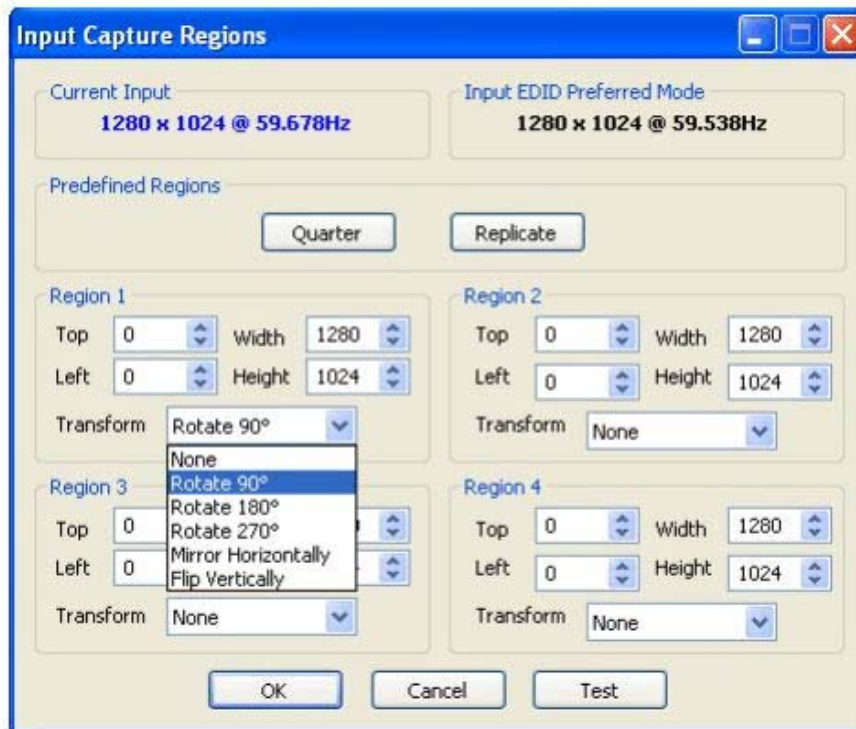 Input Capture Regions
Current Input
1280 x 1024 @ 59.678Hz
Input EDID Preferred Mode
1280 x 1024 @ 59.538Hz
Predefined Regions
Quarter
Replicate
Region 1
Top 0 Width 1280
Left 0 Height 1024
Transform Rotate 90°
None
Rotate 90°
Rotate 180°
Rotate 270°
Mirror Horizontally
Flip Vertically
Region 2
Top 0 Width 1280
Left 0 Height 1024
Transform None
Region 3
Top 0
Left 0
Transform None
Region 4
Top 0 Width 1280
Left 0 Height 1024
Transform None
OK
Cancel
Test